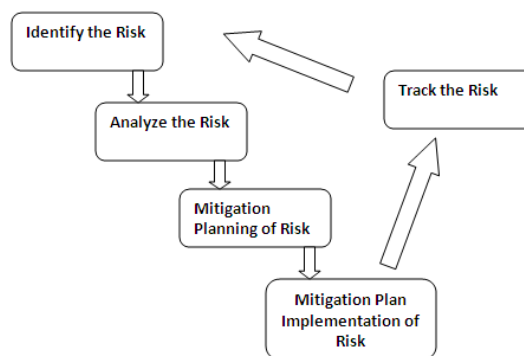 Identify the Risk
Analyze the Risk
Mitigation
Planning of Risk
Mitigation Plan
Implementation of
Risk
Track the Risk